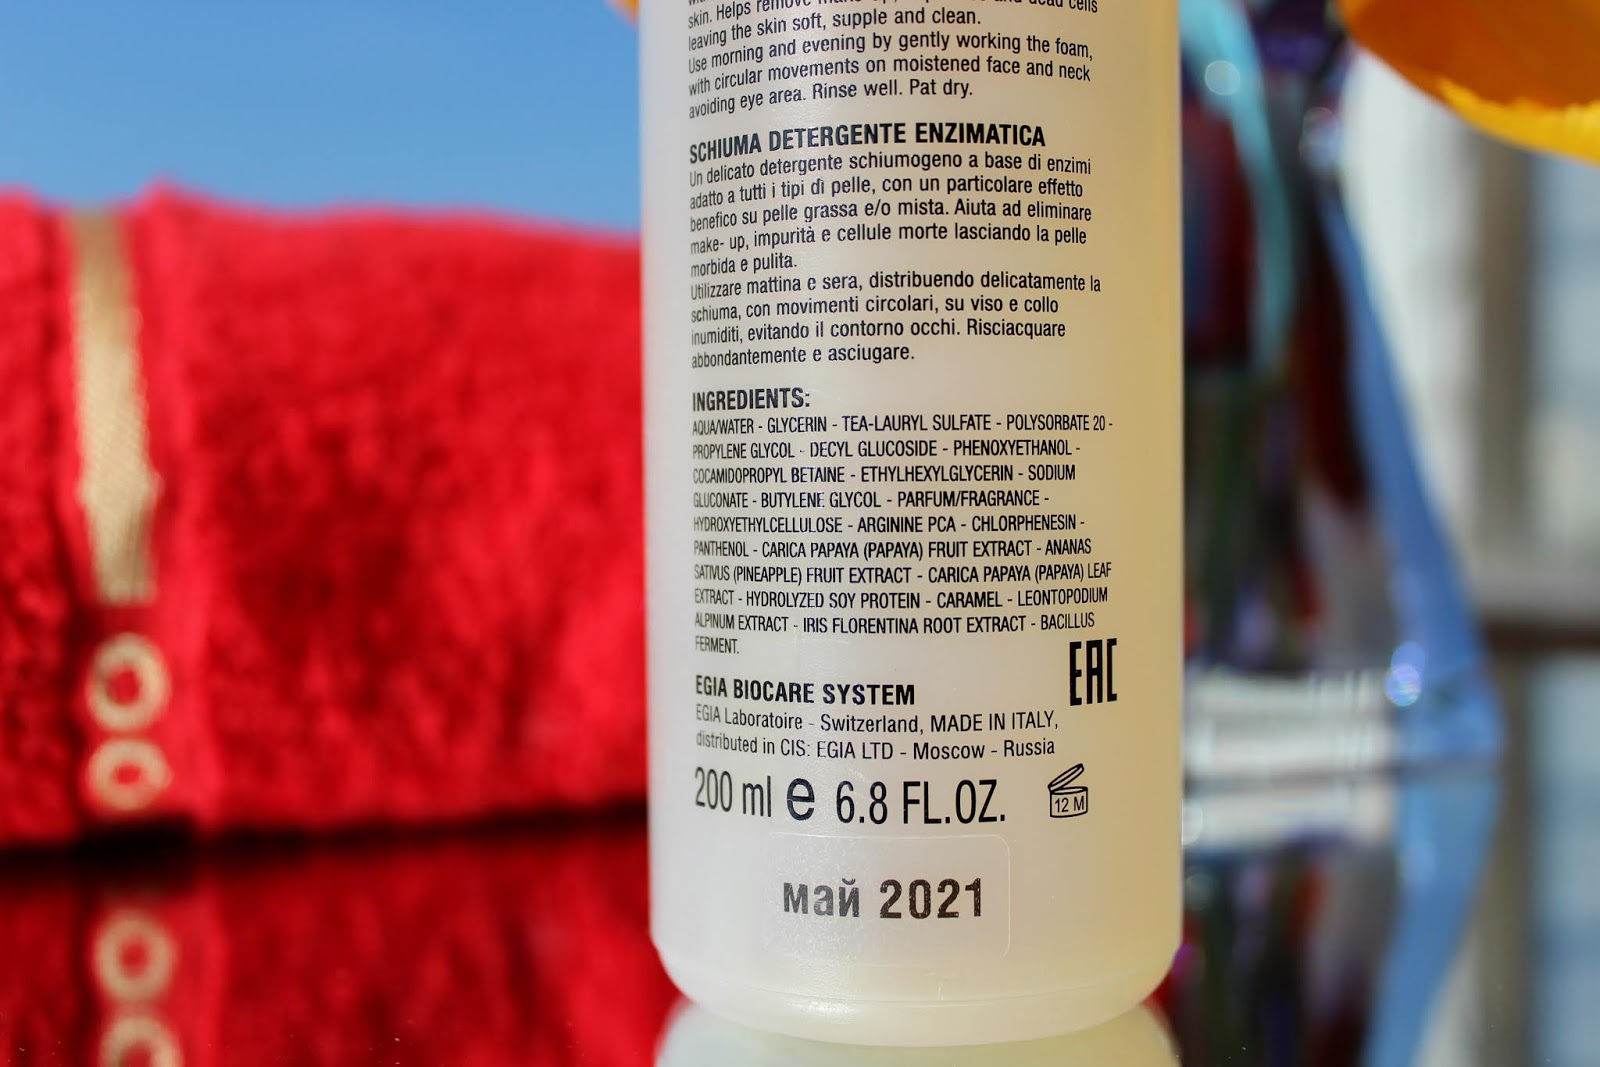 skin. Helps remove make-up, and dead cells
leaving the skin soft, supple and clean.
Use morning and evening by gently working the foam,
with circular movements on moistened face and neck
avoiding eye area. Rinse well. Pat dry.
SCHIUMA DETERGENTE ENZIMATICA
Un delicato detergente schiumogeno a base di enzimi
adatto a tutti i tipi di pelle, con un particolare effetto
benefico su pelle grassa e/o mista. Aiuta ad eliminare
make- up, impurità e cellule morte lasciando la pelle
morbida e pulita.
Utilizzare mattina e sera, distribuendo delicatamente la
schiuma, con movimenti circolari, su viso e collo
inumiditi, evitando il contorno occhi. Risciacquare
abbondantemente e asciugare.
INGREDIENTS:
AQUA/WATER - GLYCERIN - TEA-LAURYL SULFATE - POLYSORBATE 20 -
PROPYLENE GLYCOL - DECYL GLUCOSIDE - PHENOXYETHANOL -
COCAMIDOPROPYL BETAINE - ETHYLHEXYLGLYCERIN - SODIUM
GLUCONATE - BUTYLENE GLYCOL - PARFUM/FRAGRANCE -
HYDROXYETHYLCELLULOSE - ARGININE PCA - CHLORPHENESIN -
PANTHENOL - CARICA PAPAYA (PAPAYA) FRUIT EXTRACT - ANANAS
SATIVUS (PINEAPPLE) FRUIT EXTRACT - CARICA PAPAYA (PAPAYA) LEAF
EXTRACT - HYDROLYZED SOY PROTEIN - CARAMEL - LEONTOPODIUM
ALPINUM EXTRACT - IRIS FLORENTINA ROOT EXTRACT - BACILLUS
FERMENT.
EAC
EGIA BIOCARE SYSTEM
EGIA Laboratoire - Switzerland, MADE IN ITALY,
distributed in CIS: EGIA LTD - Moscow - Russia
200 ml e 6.8 FL.OZ.
12 M
май 2021